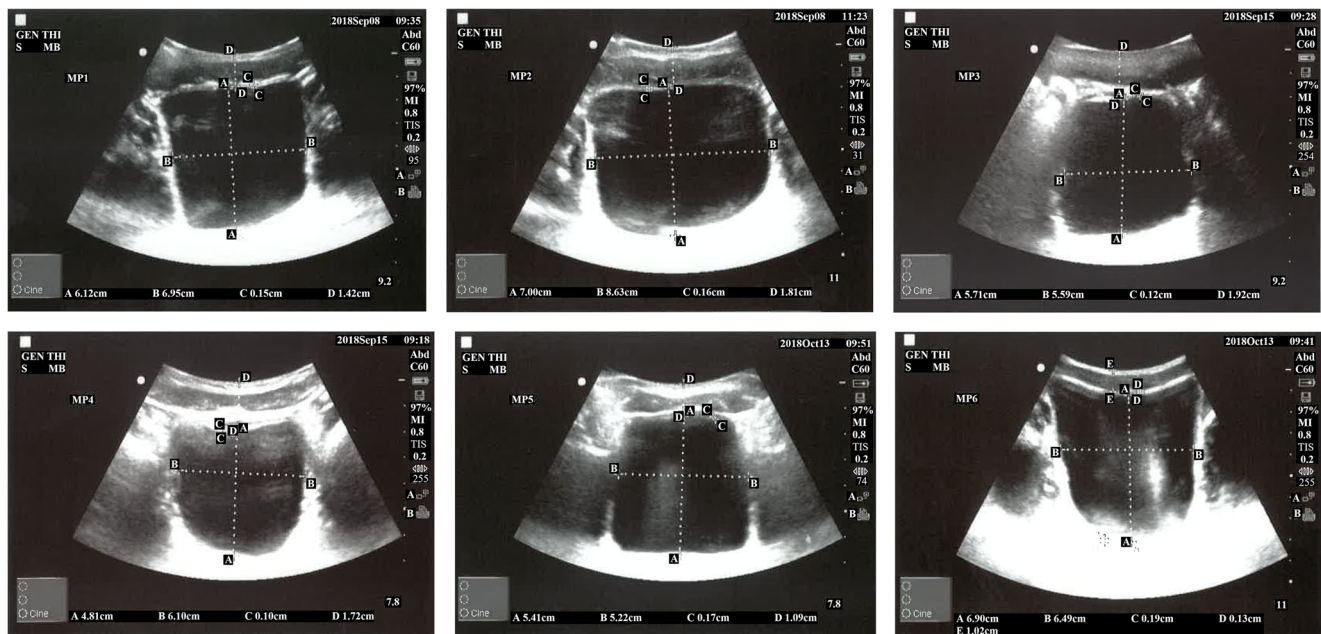 2018Sep08 09:35
GEN THI
S MB
Abd
C60
MP1
97%
MI
0.8
TIS
0.2
95
A
B
D
A
C
D
C
B
B
A
Cine
9.2
A 6.12cm B 6.95cm C 0.15cm D 1.42cm
2018Sep08 11:23
GEN THI
S MB
Abd
C60
MP2
97%
MI
0.8
TIS
0.2
31
A
B
D
C
A
C
D
B
B
A
Cine
11
A 7.00cm B 8.63cm C 0.16cm D 1.81cm
2018Sep15 09:28
GEN THI
S MB
Abd
C60
MP3
97%
MI
0.8
TIS
0.2
254
A
B
D
A
C
D
C
B
B
A
Cine
9.2
A 5.71cm B 5.59cm C 0.12cm D 1.92cm
2018Sep15 09:18
GEN THI
S MB
Abd
C60
MP4
97%
MI
0.8
TIS
0.2
255
A
B
D
C
C
D
A
B
B
A
Cine
7.8
A 4.81cm B 6.10cm C 0.10cm D 1.72cm
2018Oct13 09:51
GEN THI
S MB
Abd
C60
MP5
97%
MI
0.8
TIS
0.2
74
A
B
D
A
C
D
C
B
B
A
Cine
7.8
A 5.41cm B 5.22cm C 0.17cm D 1.09cm
2018Oct13 09:41
GEN THI
S MB
Abd
C60
MP6
97%
MI
0.8
TIS
0.2
255
A
B
E
E
A
D
D
B
B
A
Cine
11
A 6.90cm B 6.49cm C 0.19cm D 0.13cm
E 1.02cm